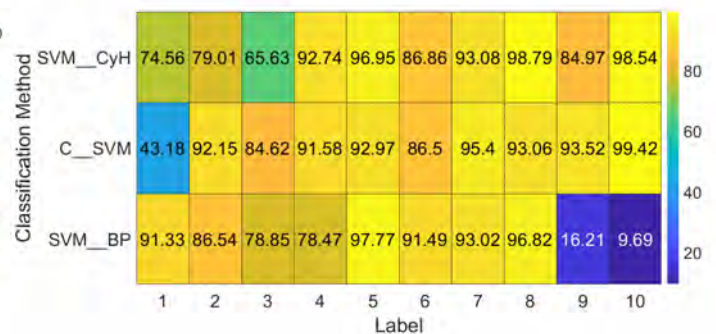 SVM__CyH 74.56 79.01 65.63 92.74 96.95 86.86 93.08 98.79 84.97 98.54
C__SVM 43.18 92.15 84.62 91.58 92.97 86.5 95.4 93.06 93.52 99.42
SVM__BP 91.33 86.54 78.85 78.47 97.77 91.49 93.02 96.82 16.21 9.69
1 2 3 4 5 6 7 8 9 10
Label
Classification Method
80
60
40
20